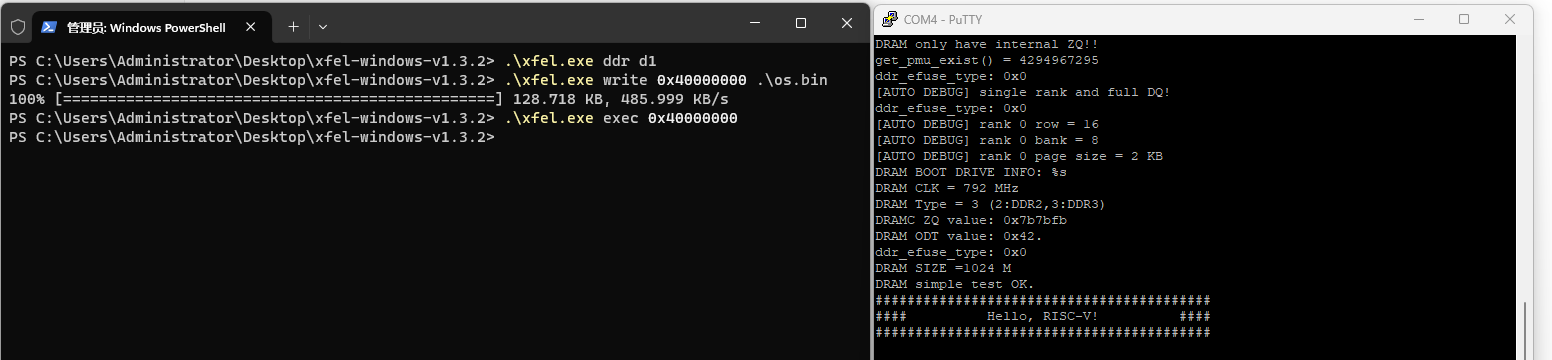 管理员: Windows PowerShell
PS C:\Users\Administrator\Desktop\xfel-windows-v1.3.2> .\xfel.exe ddr d1
PS C:\Users\Administrator\Desktop\xfel-windows-v1.3.2> .\xfel.exe write 0x40000000 .\os.bin
100% [================================================] 128.718 KB, 485.999 KB/s
PS C:\Users\Administrator\Desktop\xfel-windows-v1.3.2> .\xfel.exe exec 0x40000000
PS C:\Users\Administrator\Desktop\xfel-windows-v1.3.2>
COM4 - PuTTY
DRAM only have internal ZQ!!
get_pmu_exist() = 4294967295
ddr_efuse_type: 0x0
[AUTO DEBUG] single rank and full DQ!
ddr_efuse_type: 0x0
[AUTO DEBUG] rank 0 row = 16
[AUTO DEBUG] rank 0 bank = 8
[AUTO DEBUG] rank 0 page size = 2 KB
DRAM BOOT DRIVE INFO: %s
DRAM CLK = 792 MHz
DRAM Type = 3 (2:DDR2,3:DDR3)
DRAMC ZQ value: 0x7b7bfb
DRAM ODT value: 0x42.
ddr_efuse_type: 0x0
DRAM SIZE =1024 M
DRAM simple test OK.
##########################################
####          Hello, RISC-V!          ####
##########################################